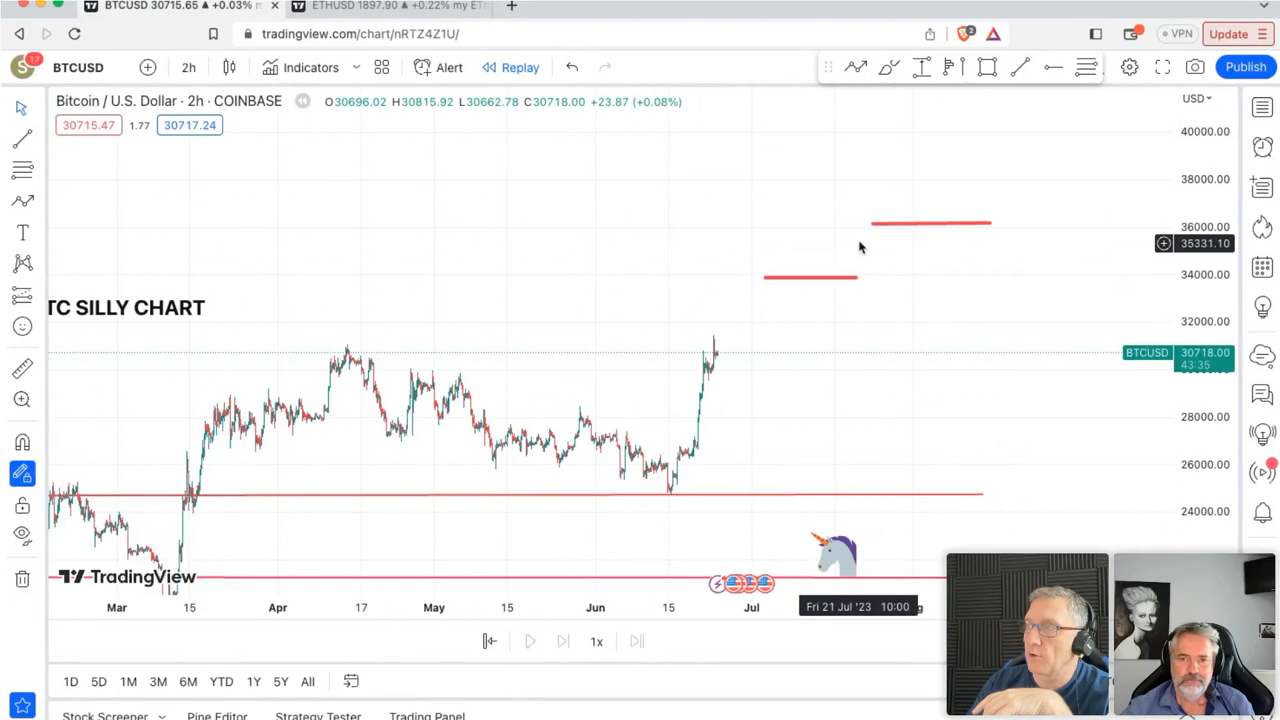 BTCUSD 30715.65 ▲ +0.03%
ETHUSD 1897.90 ▲ +0.22% my ET
tradingview.com/chart/nRTZ4Z1U/
2
VPN
Update
S
17
BTCUSD
2h
Indicators
Alert
Replay
Publish
Bitcoin / U.S. Dollar · 2h · COINBASE
O30696.02 H30815.92 L30662.78 C30718.00 +23.87 (+0.08%)
30715.47
1.77
30717.24
USD
40000.00
38000.00
36000.00
35331.10
34000.00
TC SILLY CHART
32000.00
BTCUSD
30718.00
43:35
28000.00
26000.00
24000.00
TradingView
Mar
15
Apr
17
May
15
Jun
15
Jul
Fri 21 Jul '23 10:00
1x
1D
5D
1M
3M
6M
YTD
1Y
5Y
All
Stock Screener
Pine Editor
Strategy Tester
Trading Panel